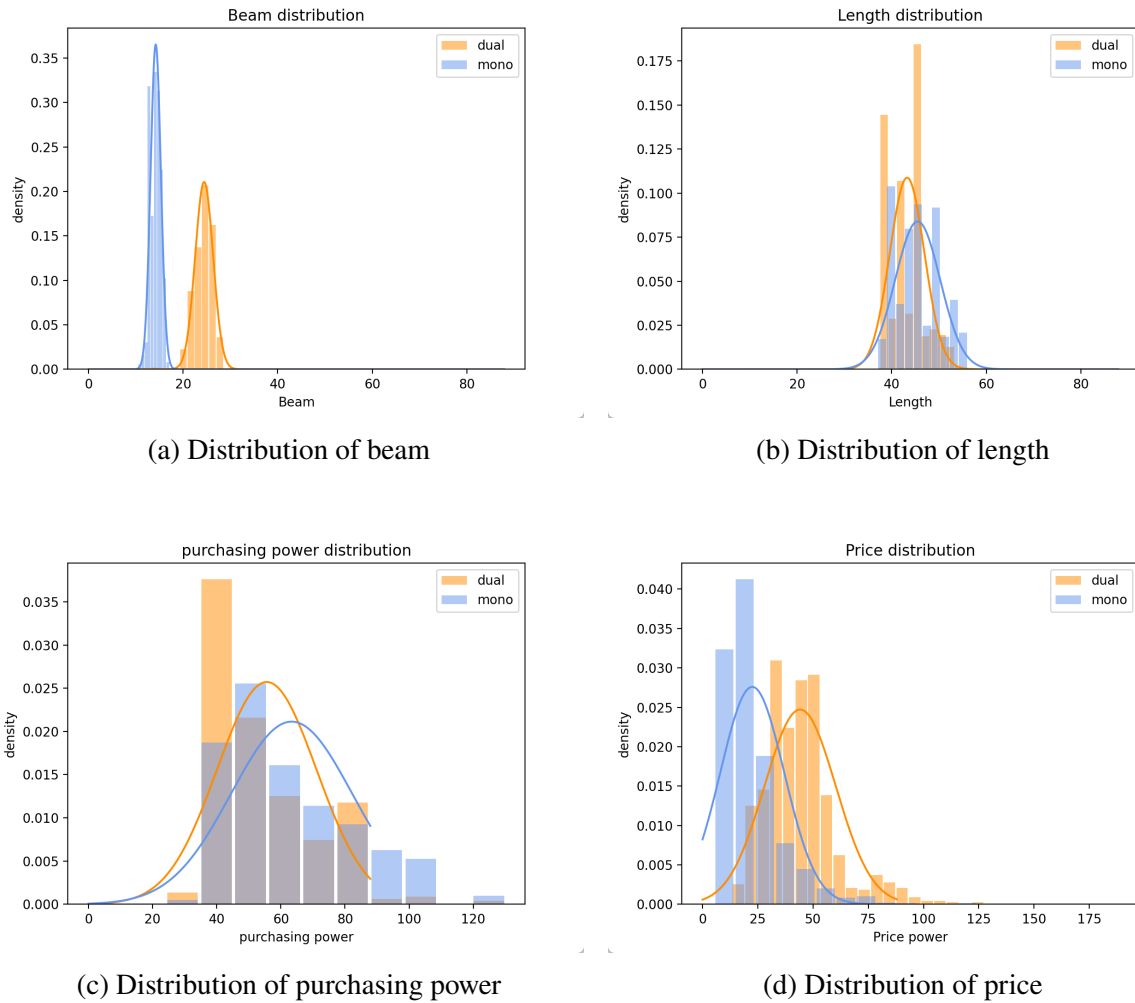 Beam distribution
dual
mono
density
0.35
0.30
0.25
0.20
0.15
0.10
0.05
0.00
0 20 40 60 80
Beam
(a) Distribution of beam
Length distribution
dual
mono
density
0.175
0.150
0.125
0.100
0.075
0.050
0.025
0.000
0 20 40 60 80
Length
(b) Distribution of length
purchasing power distribution
dual
mono
density
0.035
0.030
0.025
0.020
0.015
0.010
0.005
0.000
0 20 40 60 80 100 120
purchasing power
(c) Distribution of purchasing power
Price distribution
dual
mono
density
0.040
0.035
0.030
0.025
0.020
0.015
0.010
0.005
0.000
0 25 50 75 100 125 150 175
Price power
(d) Distribution of price